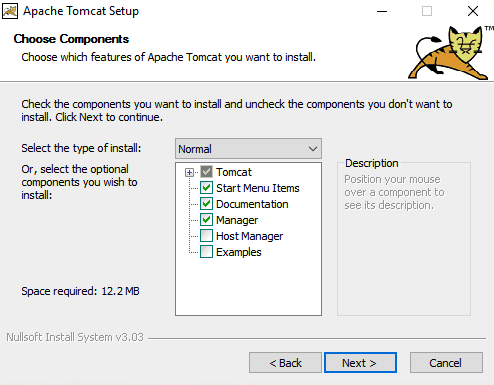 Apache Tomcat Setup
Choose Components
Choose which features of Apache Tomcat you want to install.
TM
Check the components you want to install and uncheck the components you don't want to
install. Click Next to continue.
Select the type of install:
Normal
Or, select the optional
components you wish to
install:
Tomcat
Start Menu Items
Documentation
Manager
Host Manager
Examples
Description
Position your mouse
over a component to
see its description.
Space required: 12.2 MB
Nullsoft Install System v3.03
< Back
Next >
Cancel